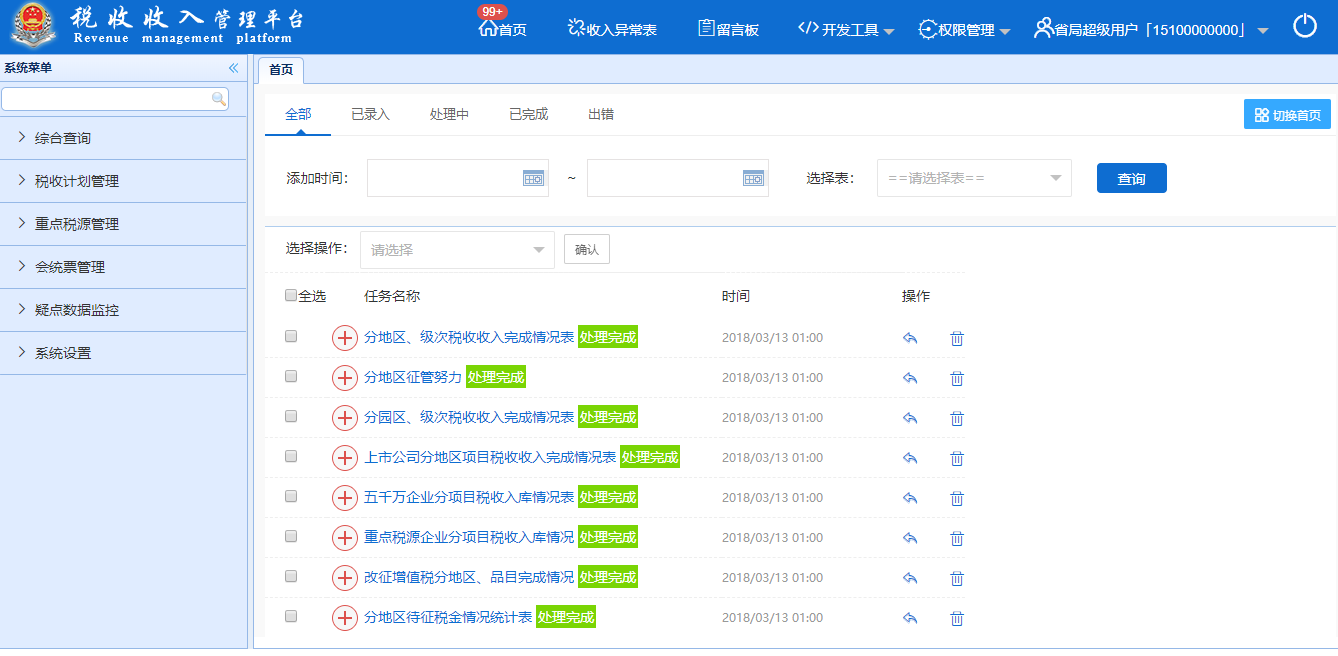 税收收入管理平台
Revenue management platform
99+
首页
收入异常表
留言板
</> 开发工具
权限管理
省局超级用户「15100000000」
系统菜单
首页
综合查询
税收计划管理
重点税源管理
会统票管理
疑点数据监控
系统设置
全部 已录入 处理中 已完成 出错
切换首页
添加时间： ~ 选择表： ==请选择表== 查询
选择操作： 请选择 确认
全选 任务名称 时间 操作
分地区、级次税收收入完成情况表 处理完成 2018/03/13 01:00
分地区征管努力 处理完成 2018/03/13 01:00
分园区、级次税收收入完成情况表 处理完成 2018/03/13 01:00
上市公司分地区项目税收收入完成情况表 处理完成 2018/03/13 01:00
五千万企业分项目税收入库情况表 处理完成 2018/03/13 01:00
重点税源企业分项目税收入库情况 处理完成 2018/03/13 01:00
改征增值税分地区、品目完成情况 处理完成 2018/03/13 01:00
分地区待征税金情况统计表 处理完成 2018/03/13 01:00